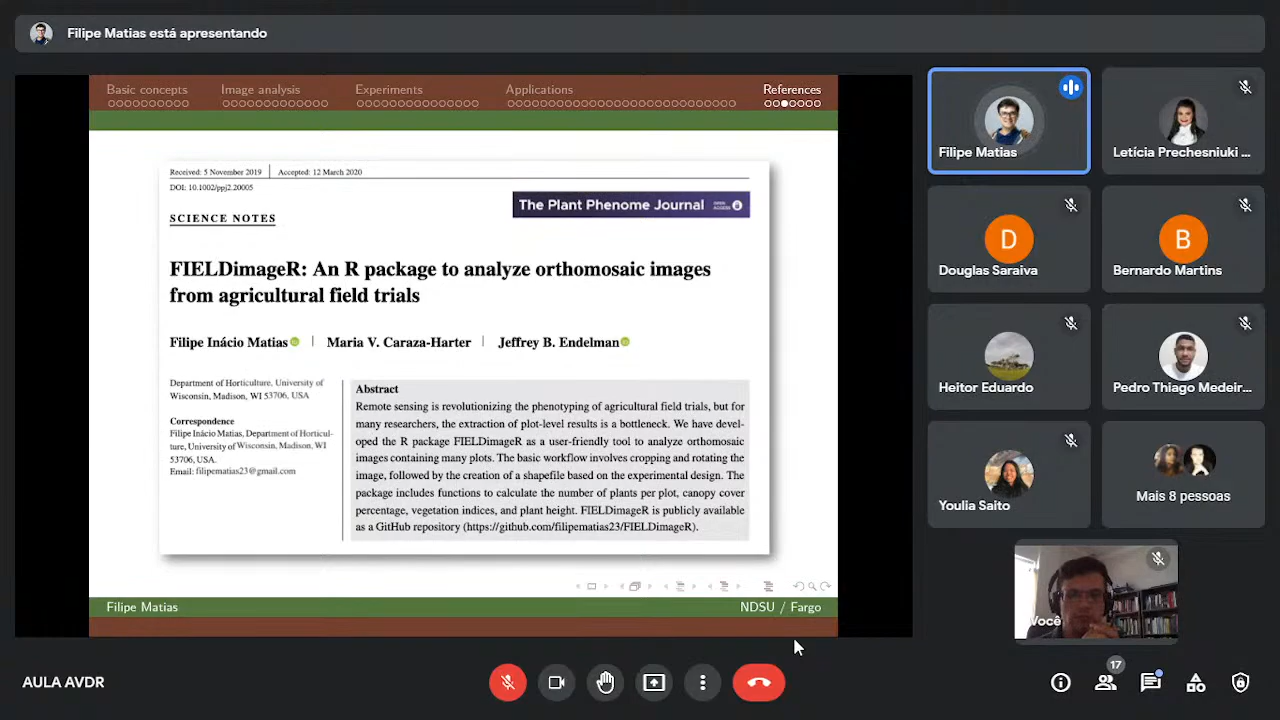 Filipe Matias está apresentando
Basic concepts Image analysis Experiments Applications References
Received: 5 November 2019 Accepted: 12 March 2020
DOI: 10.1002/ppj2.20005
The Plant Phenome Journal OPEN ACCESS
SCIENCE NOTES
FIELDimageR: An R package to analyze orthomosaic images
from agricultural field trials
Filipe Inácio Matias | Maria V. Caraza-Harter | Jeffrey B. Endelman
Department of Horticulture, University of
Wisconsin, Madison, WI 53706, USA
Correspondence
Filipe Inácio Matias, Department of Horticul-
ture, University of Wisconsin, Madison, WI
53706, USA.
Email: filipematias23@gmail.com
Abstract
Remote sensing is revolutionizing the phenotyping of agricultural field trials, but for
many researchers, the extraction of plot-level results is a bottleneck. We have devel-
oped the R package FIELDimageR as a user-friendly tool to analyze orthomosaic
images containing many plots. The basic workflow involves cropping and rotating the
image, followed by the creation of a shapefile based on the experimental design. The
package includes functions to calculate the number of plants per plot, canopy cover
percentage, vegetation indices, and plant height. FIELDimageR is publicly available
as a GitHub repository (https://github.com/filipematias23/FIELDimageR).
Filipe Matias NDSU / Fargo
Filipe Matias
Letícia Prechesniuki ...
D
Douglas Saraiva
B
Bernardo Martins
Heitor Eduardo
Pedro Thiago Medeir...
Youlia Saito
Mais 8 pessoas
Você
AULA AVDR
17